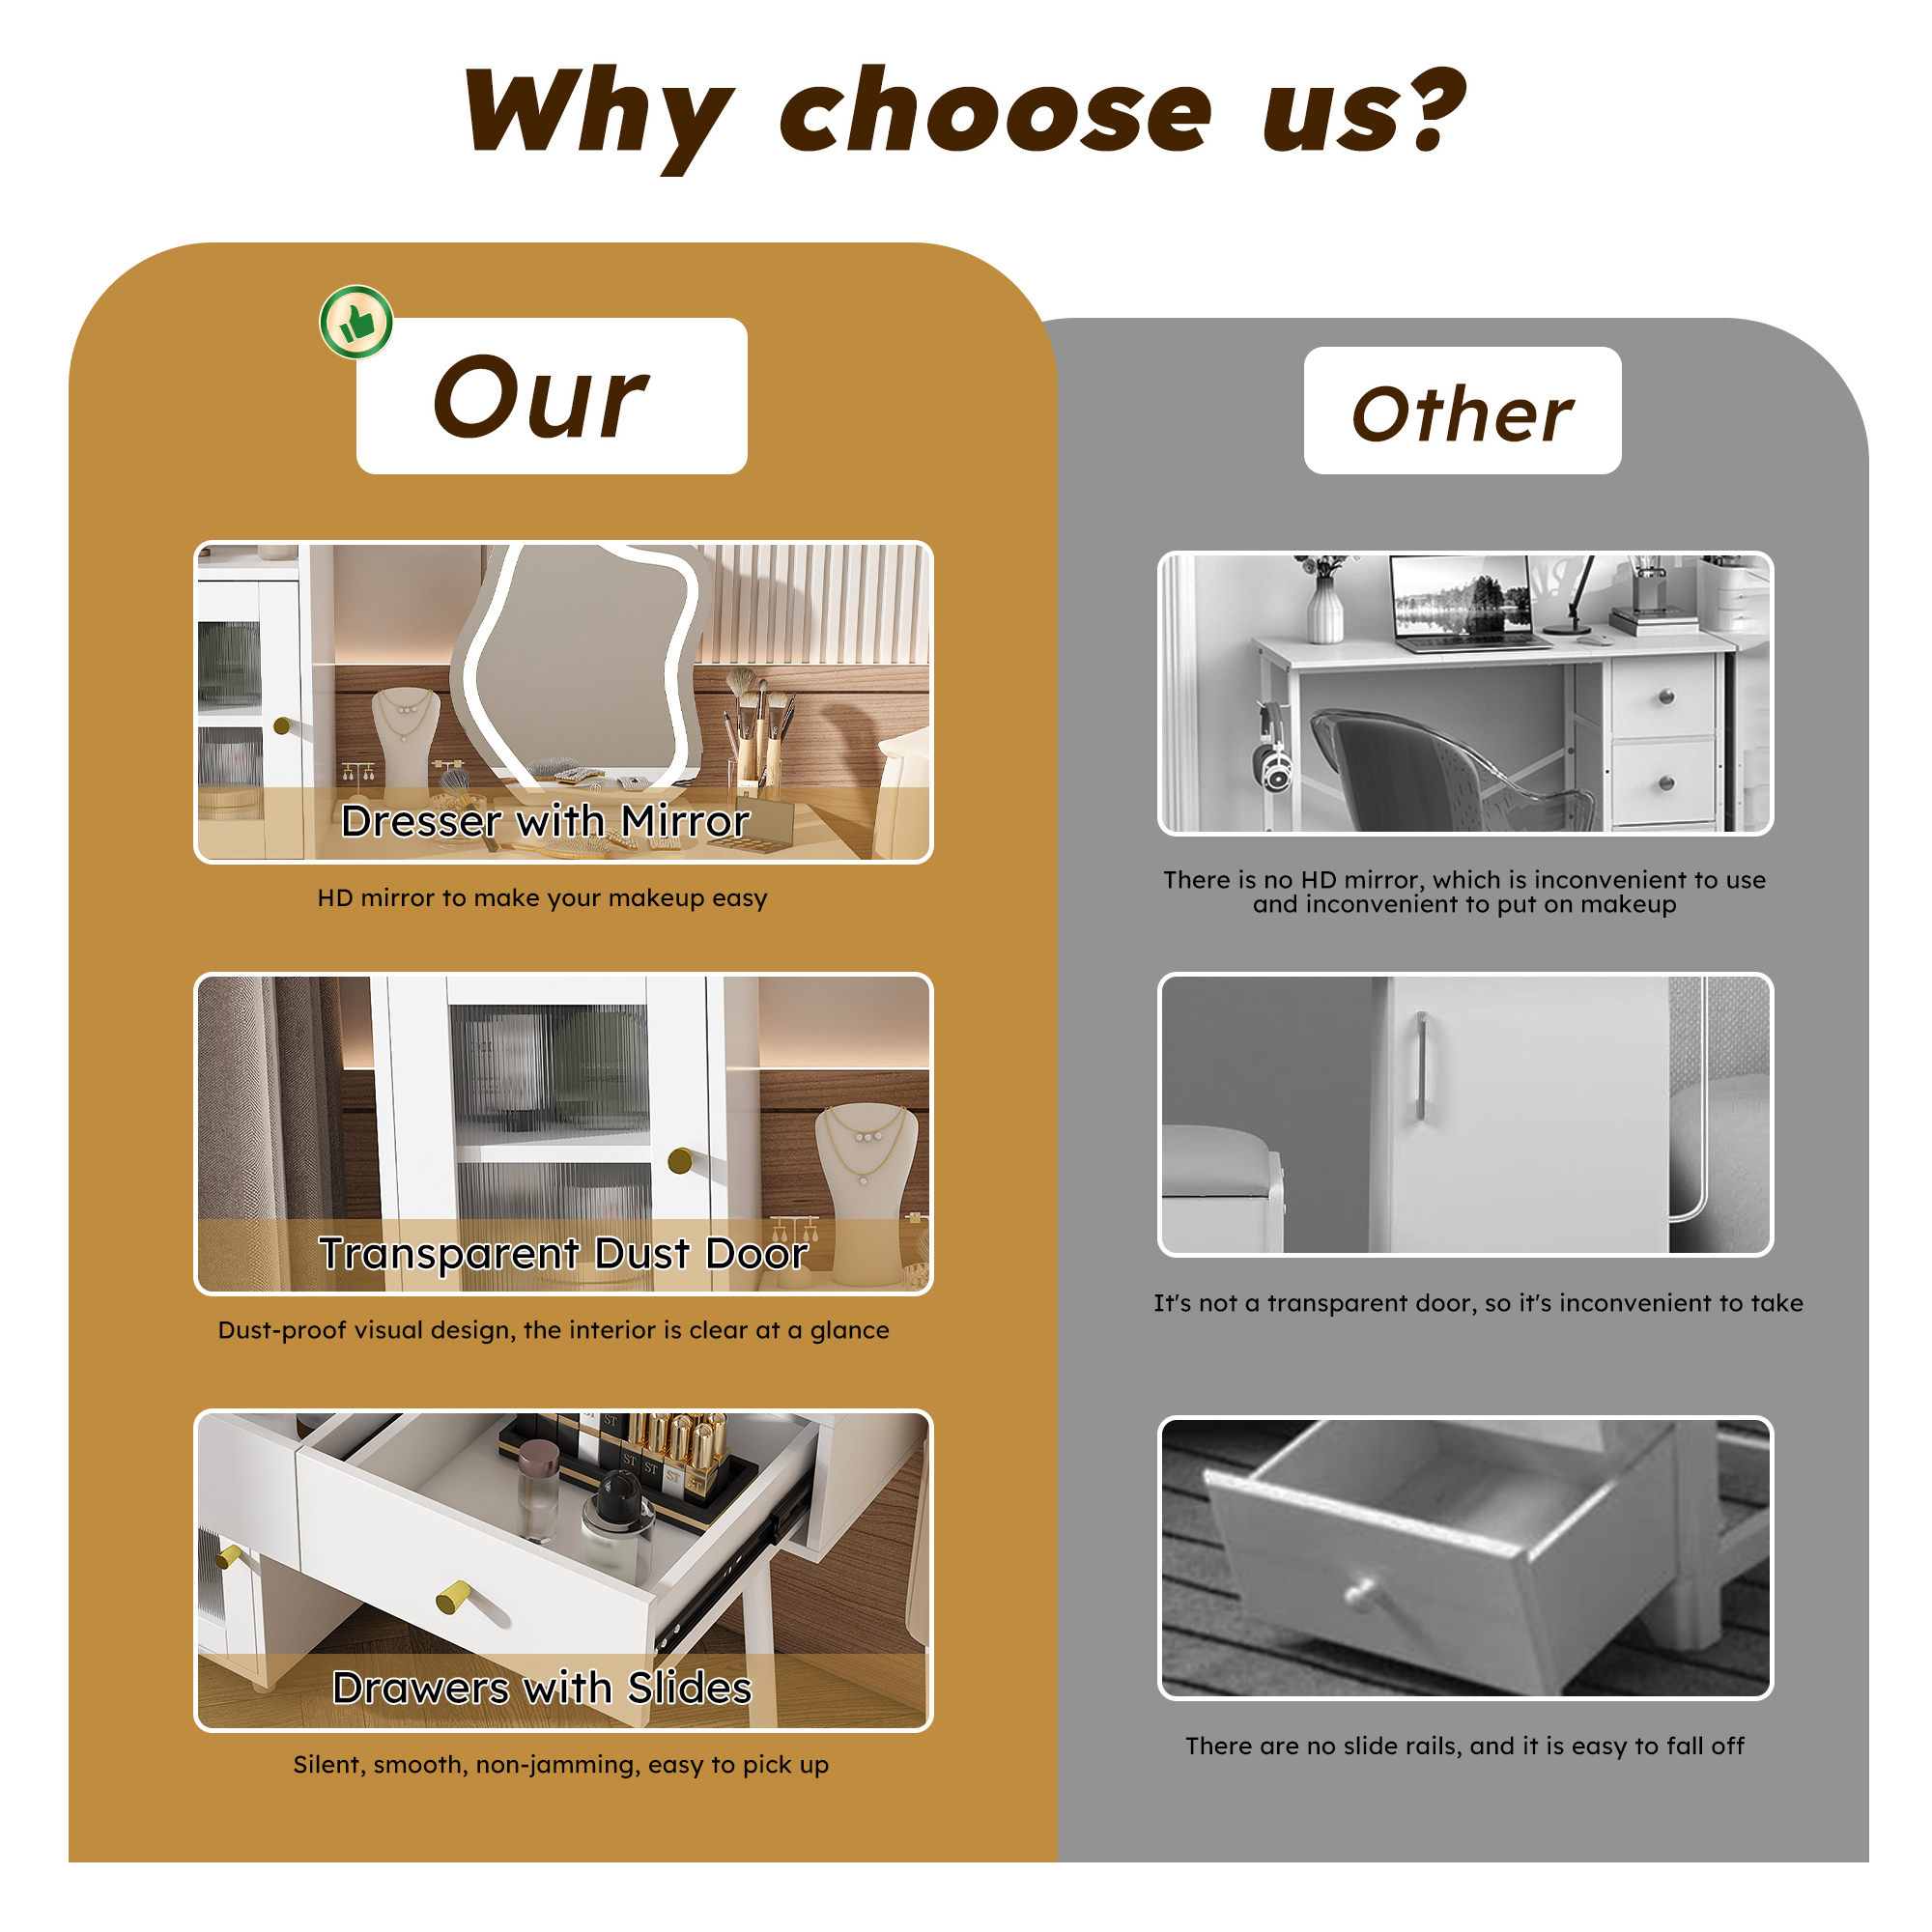 Why choose us?
Our
Other
Dresser with Mirror
HD mirror to make your makeup easy
There is no HD mirror, which is inconvenient to use
and inconvenient to put on makeup
Transparent Dust Door
Dust-proof visual design, the interior is clear at a glance
It's not a transparent door, so it's inconvenient to take
ST
ST
ST
ST
Drawers with Slides
Silent, smooth, non-jamming, easy to pick up
There are no slide rails, and it is easy to fall off